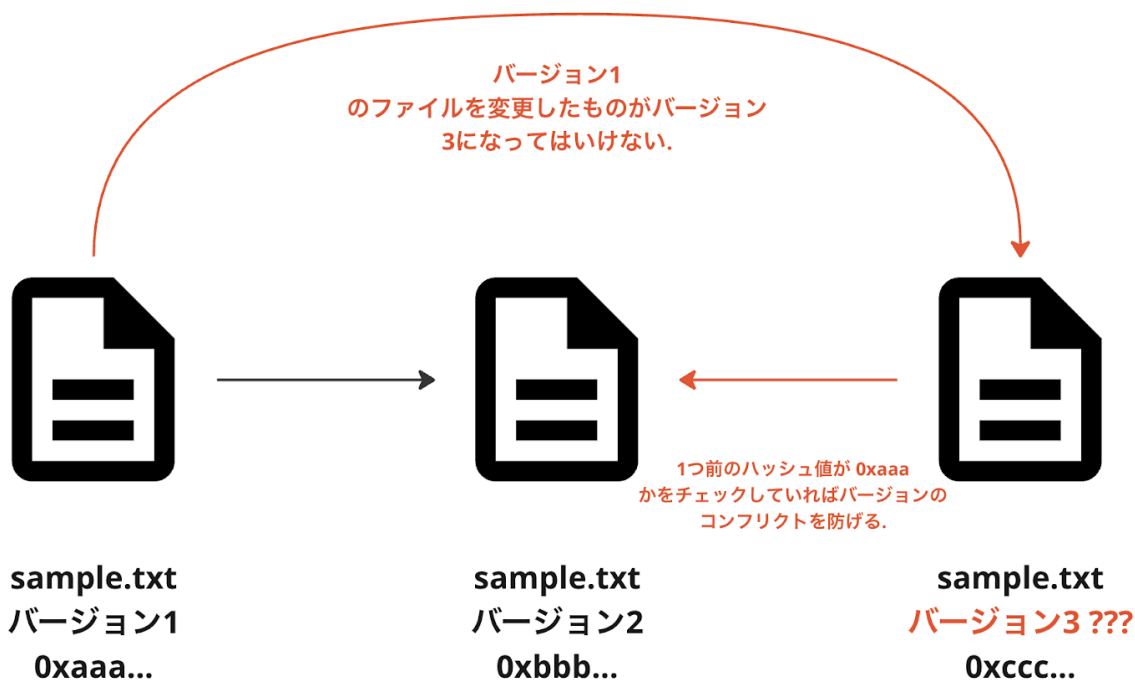 バージョン1
のファイルを変更したものがバージョン
3になってはいけない.
1つ前のハッシュ値が 0xaaa
かをチェックしていればバージョンの
コンフリクトを防げる.
sample.txt
バージョン1
0xaaa...
sample.txt
バージョン2
0xbbb...
sample.txt
バージョン3 ???
0xccc...